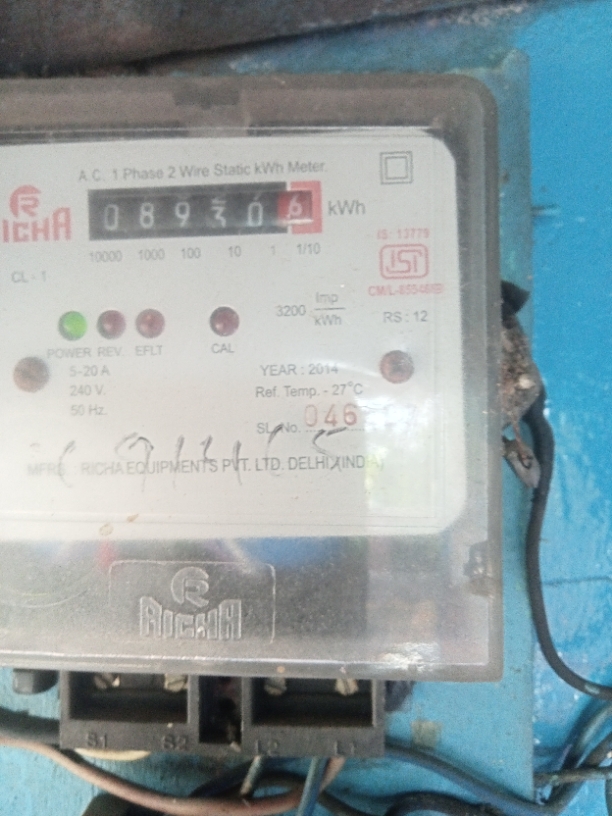 A.C. 1 Phase 2 Wire Static kWh Meter.
RICHA
0 8 9 3 0 6 kWh
10000 1000 100 10 1 1/10
IS: 13779
ISI
CL - 1
3200 Imp/kWh
RS : 12
POWER REV. EFLT CAL
5-20 A
240 V.
50 Hz.
YEAR : 2014
Ref. Temp. - 27°C
SL. No. 046
MFRS. RICHA EQUIPMENTS PVT. LTD. DELHI (INDIA)
RICHA
S1 S2 L2 L1